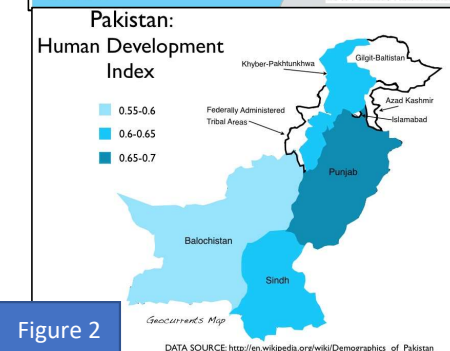 Pakistan:
Human Development
Index
0.55-0.6
0.6-0.65
0.65-0.7
Khyber-Pakhtunkhwa
Gilgit-Baltistan
Federally Administered
Tribal Areas
Azad Kashmir
Islamabad
Punjab
Balochistan
Sindh
Geocurrents Map
Figure 2
DATA SOURCE: http://en.wikipedia.org/wiki/Demographics_of_Pakistan